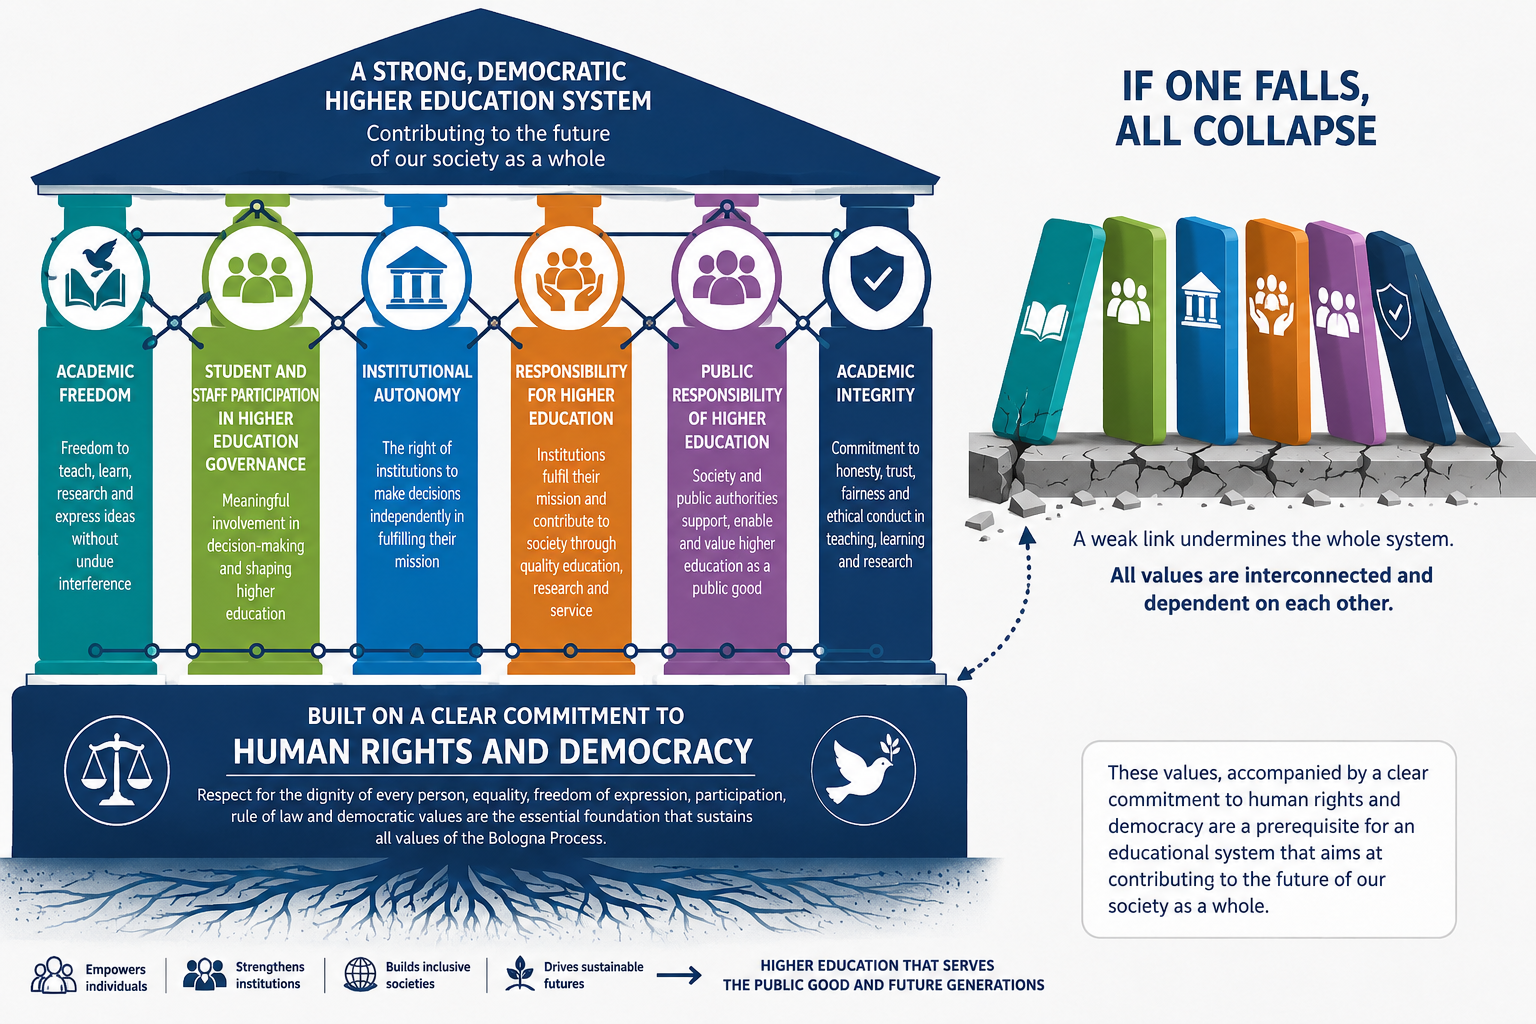 A STRONG, DEMOCRATIC
HIGHER EDUCATION SYSTEM
Contributing to the future
of our society as a whole
ACADEMIC
FREEDOM
Freedom to
teach, learn,
research and
express ideas
without
undue
interference
STUDENT AND
STAFF PARTICIPATION
IN HIGHER
EDUCATION
GOVERNANCE
Meaningful
involvement in
decision-making
and shaping
higher
education
INSTITUTIONAL
AUTONOMY
The right of
institutions to
make decisions
independently in
fulfilling their
mission
RESPONSIBILITY
FOR HIGHER
EDUCATION
Institutions
fulfil their
mission and
contribute to
society through
quality education,
research and
service
PUBLIC
RESPONSIBILITY
OF HIGHER
EDUCATION
Society and
public authorities
support, enable
and value higher
education as a
public good
ACADEMIC
INTEGRITY
Commitment to
honesty, trust,
fairness and
ethical conduct in
teaching, learning
and research
BUILT ON A CLEAR COMMITMENT TO
HUMAN RIGHTS AND DEMOCRACY
Respect for the dignity of every person, equality, freedom of expression, participation,
rule of law and democratic values are the essential foundation that sustains
all values of the Bologna Process.
IF ONE FALLS,
ALL COLLAPSE
A weak link undermines the whole system.
All values are interconnected and
dependent on each other.
These values, accompanied by a clear
commitment to human rights and
democracy are a prerequisite for an
educational system that aims at
contributing to the future of our
society as a whole.
Empowers
individuals
Strengthens
institutions
Builds inclusive
societies
Drives sustainable
futures
HIGHER EDUCATION THAT SERVES
THE PUBLIC GOOD AND FUTURE GENERATIONS